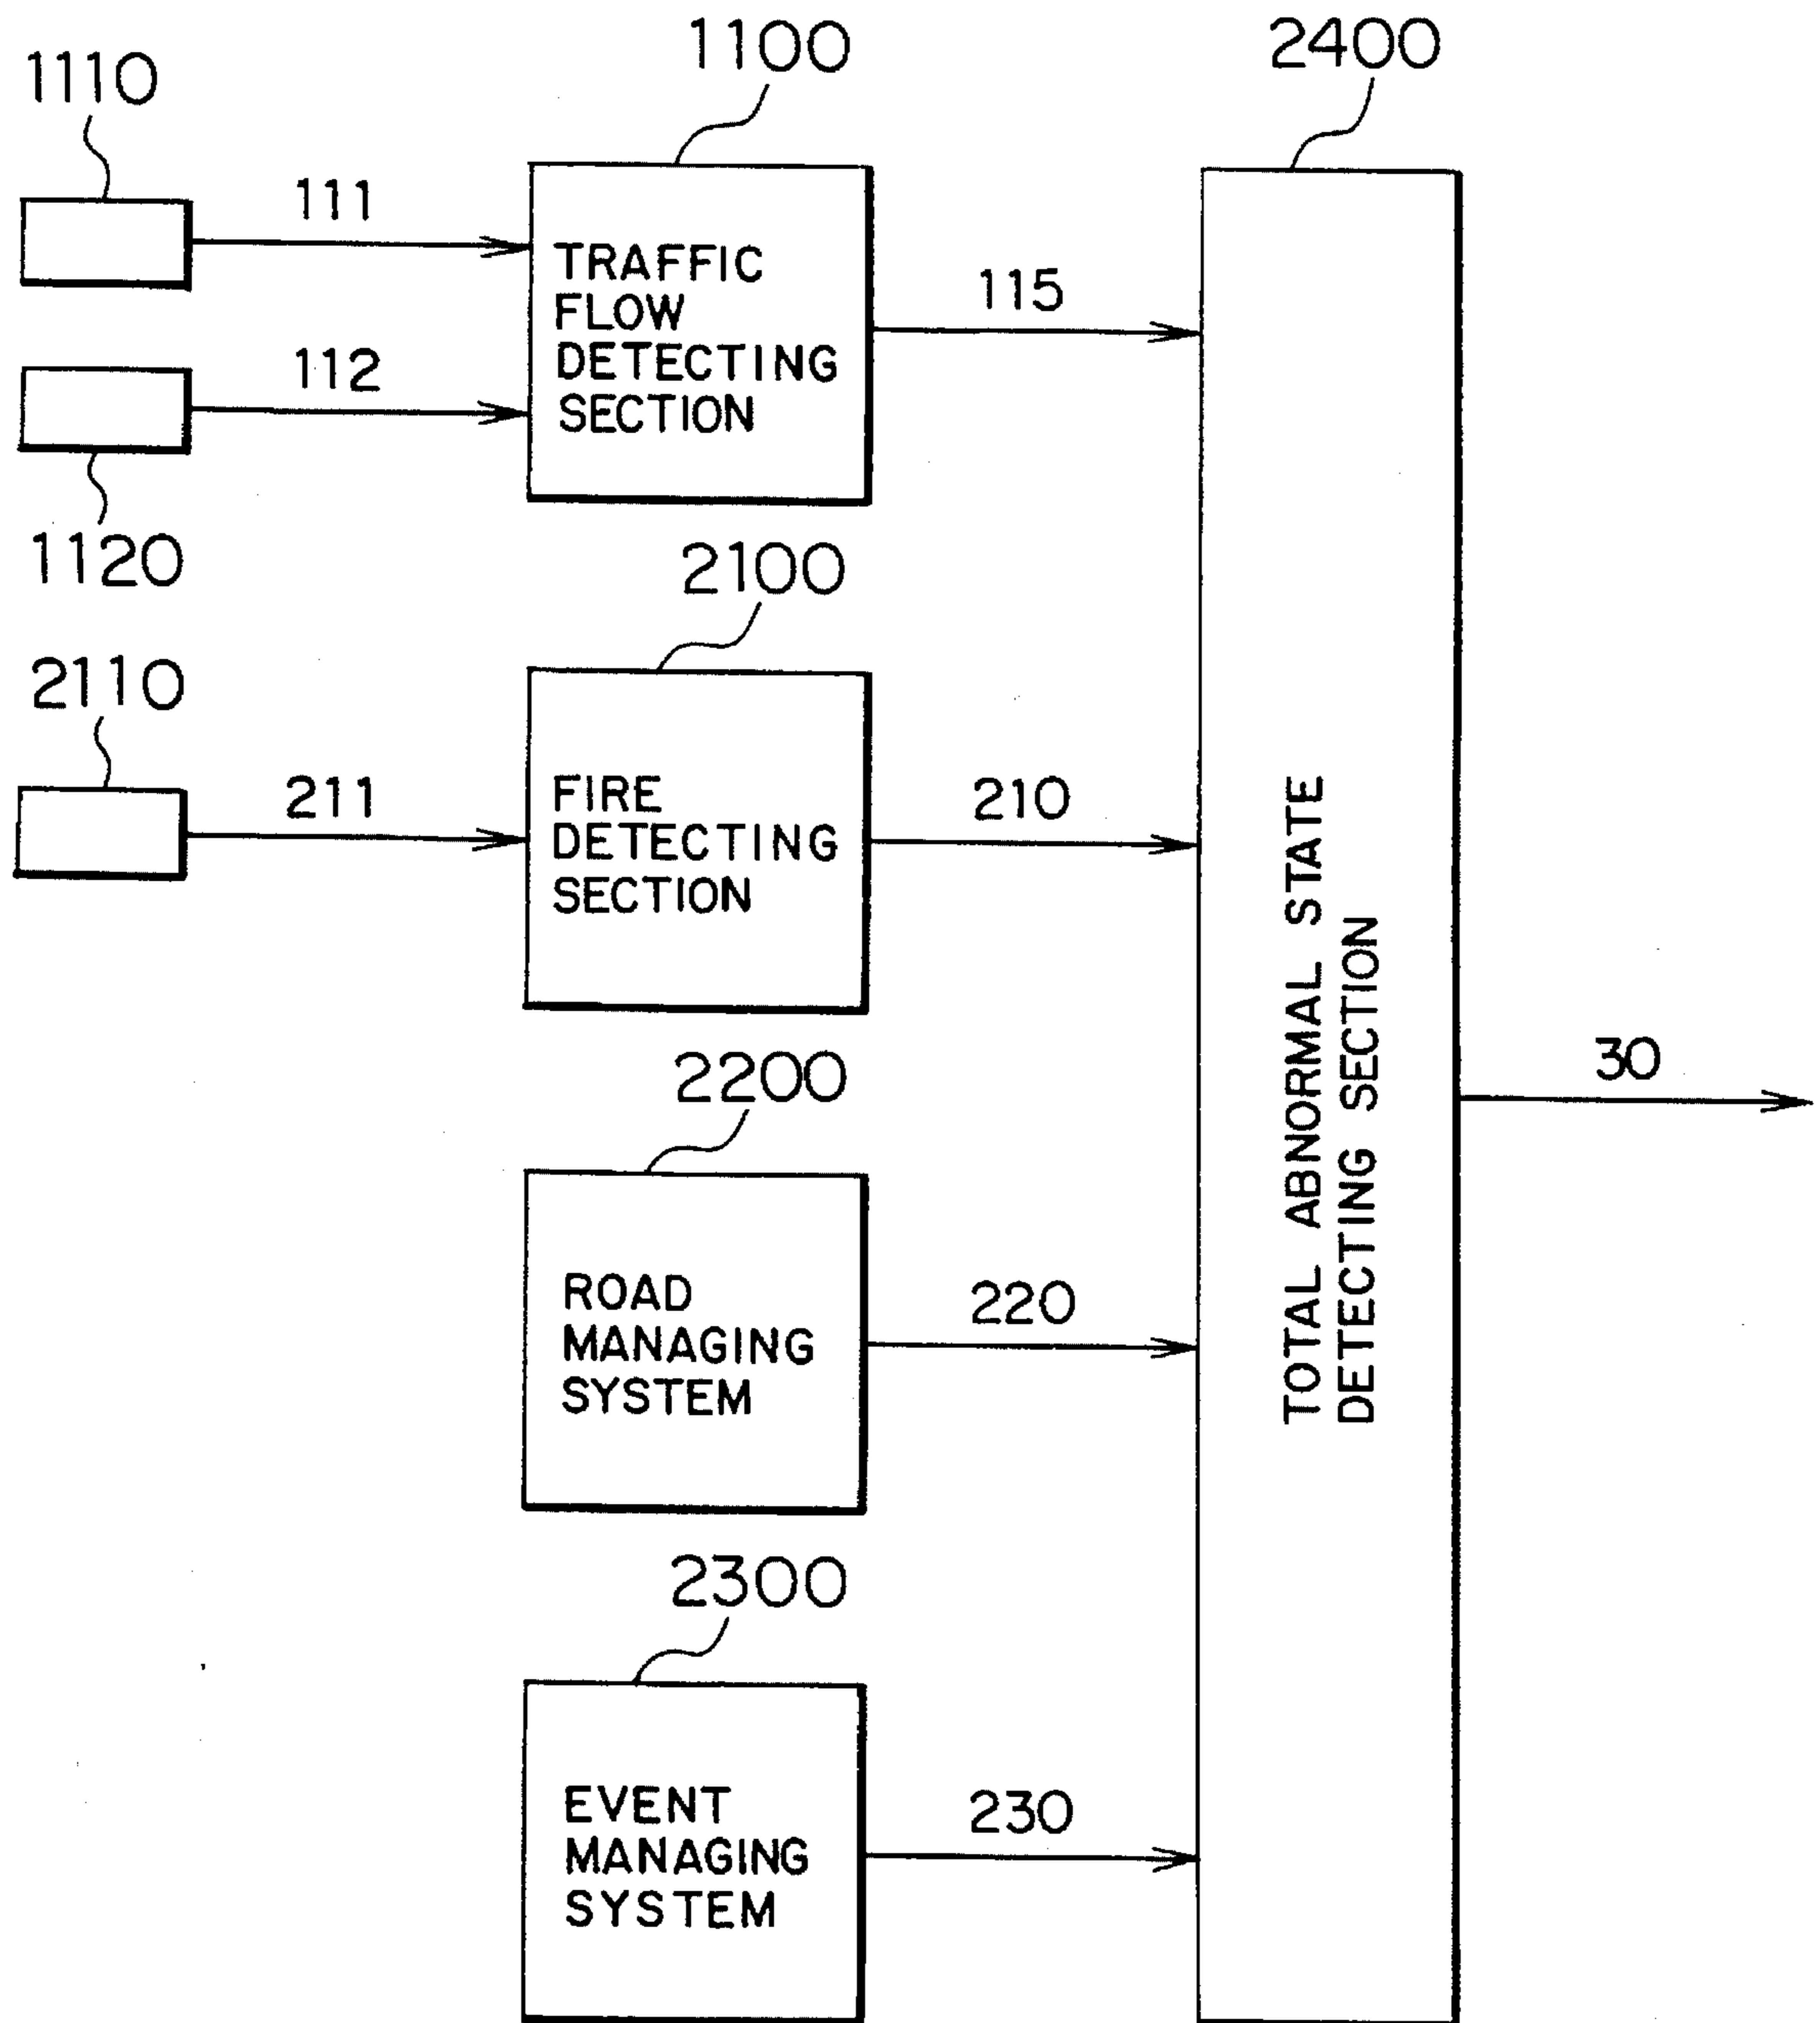 1100
2400
1110
111
TRAFFIC
FLOW
DETECTING
SECTION
115
112
1120
2100
2110
211
FIRE
DETECTING
SECTION
210
TOTAL ABNORMAL STATE
DETECTING SECTION
30
2200
ROAD
MANAGING
SYSTEM
220
2300
EVENT
MANAGING
SYSTEM
230